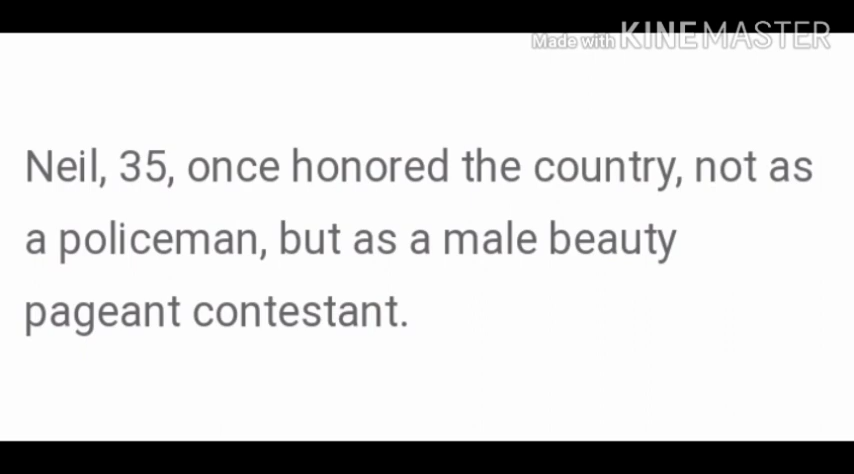 Made with KINEMASTER
Neil, 35, once honored the country, not as
a policeman, but as a male beauty
pageant contestant.